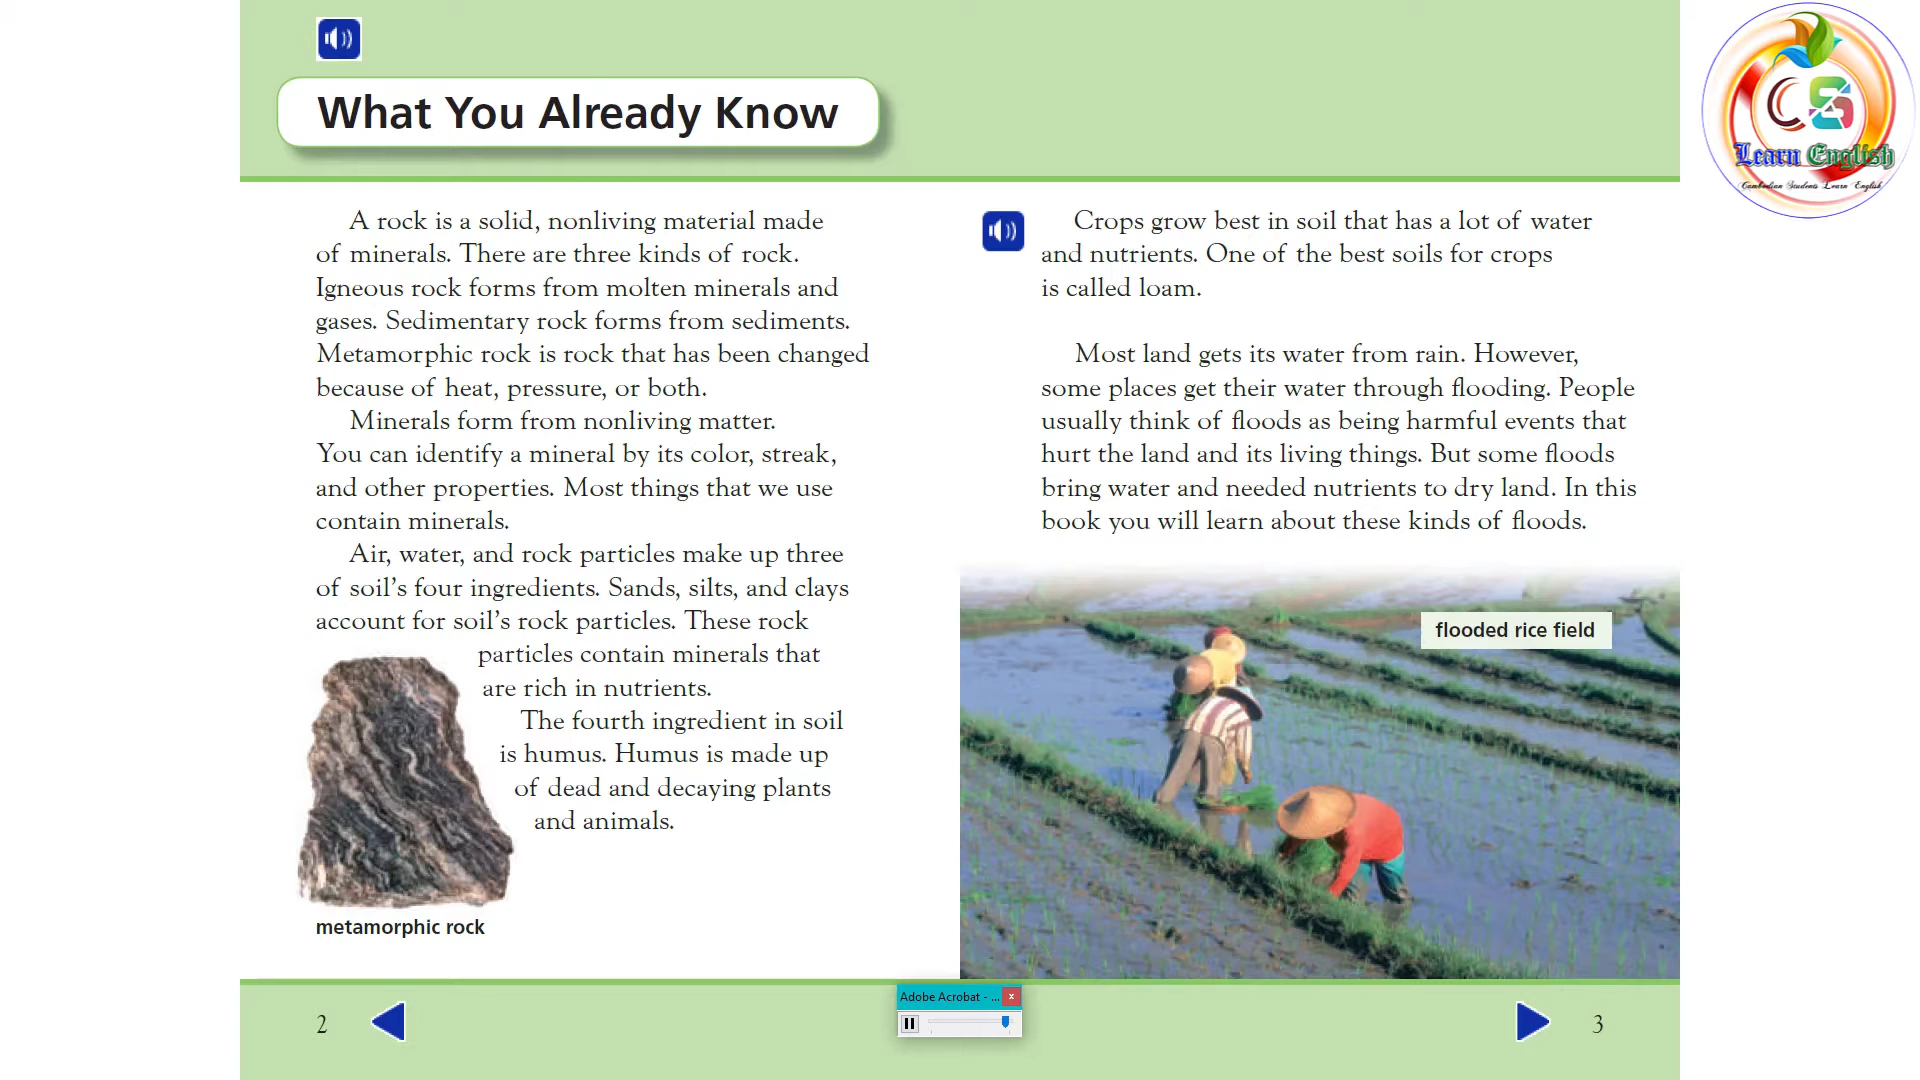 What You Already Know
A rock is a solid, nonliving material made
of minerals. There are three kinds of rock.
Igneous rock forms from molten minerals and
gases. Sedimentary rock forms from sediments.
Metamorphic rock is rock that has been changed
because of heat, pressure, or both.
Minerals form from nonliving matter.
You can identify a mineral by its color, streak,
and other properties. Most things that we use
contain minerals.
Air, water, and rock particles make up three
of soil's four ingredients. Sands, silts, and clays
account for soil's rock particles. These rock
particles contain minerals that
are rich in nutrients.
The fourth ingredient in soil
is humus. Humus is made up
of dead and decaying plants
and animals.
metamorphic rock
2
Crops grow best in soil that has a lot of water
and nutrients. One of the best soils for crops
is called loam.
Most land gets its water from rain. However,
some places get their water through flooding. People
usually think of floods as being harmful events that
hurt the land and its living things. But some floods
bring water and needed nutrients to dry land. In this
book you will learn about these kinds of floods.
flooded rice field
3
Adobe Acrobat - ...
x
CS
Learn English
Cambodian Students Learn English